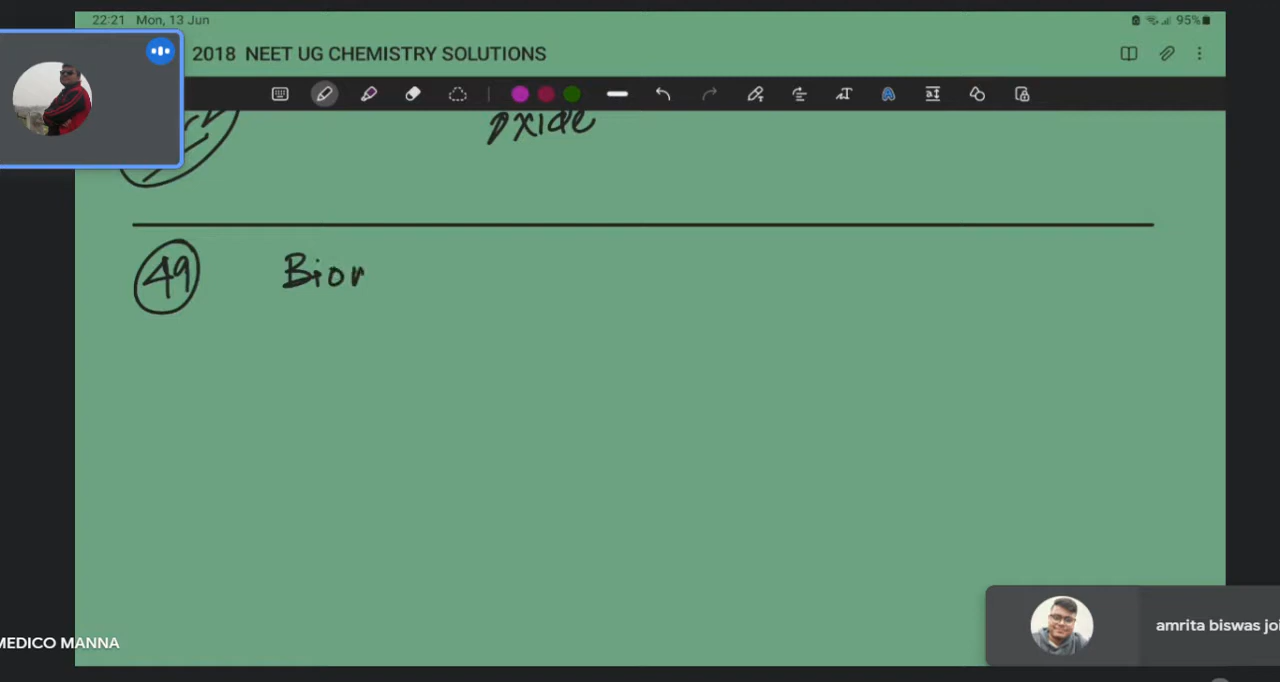 22:21 Mon, 13 Jun
95%
2018 NEET UG CHEMISTRY SOLUTIONS
oxide
49 Bior
amrita biswas joi
MEDICO MANNA